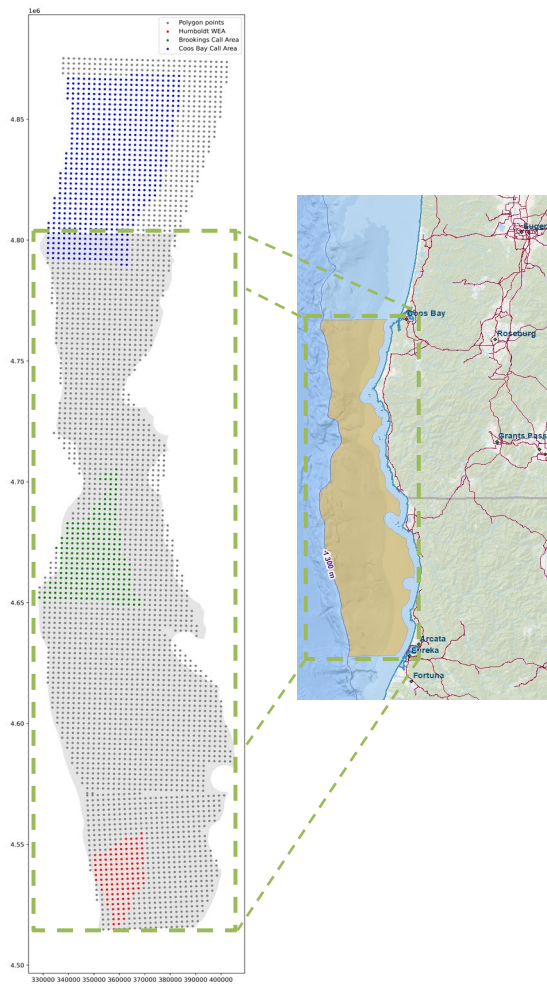 1e6
Polygon points
Humboldt WEA
Brookings Call Area
Coos Bay Call Area
4.85
4.80
4.75
4.70
4.65
4.60
4.55
4.50
330000 340000 350000 360000 370000 380000 390000 400000
Coos Bay
Roseburg
Grants Pass
-1 300 m
Arcata
Eureka
Fortuna